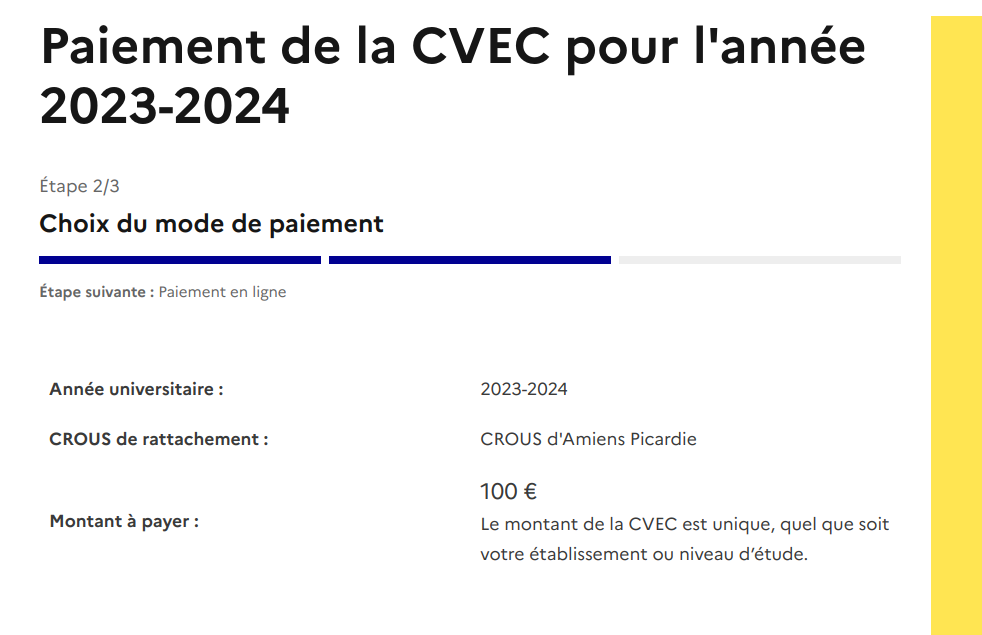 Paiement de la CVEC pour l'année
2023-2024
Étape 2/3
Choix du mode de paiement
Étape suivante : Paiement en ligne
Année universitaire : 2023-2024
CROUS de rattachement : CROUS d'Amiens Picardie
100 €
Montant à payer :
Le montant de la CVEC est unique, quel que soit
votre établissement ou niveau d’étude.